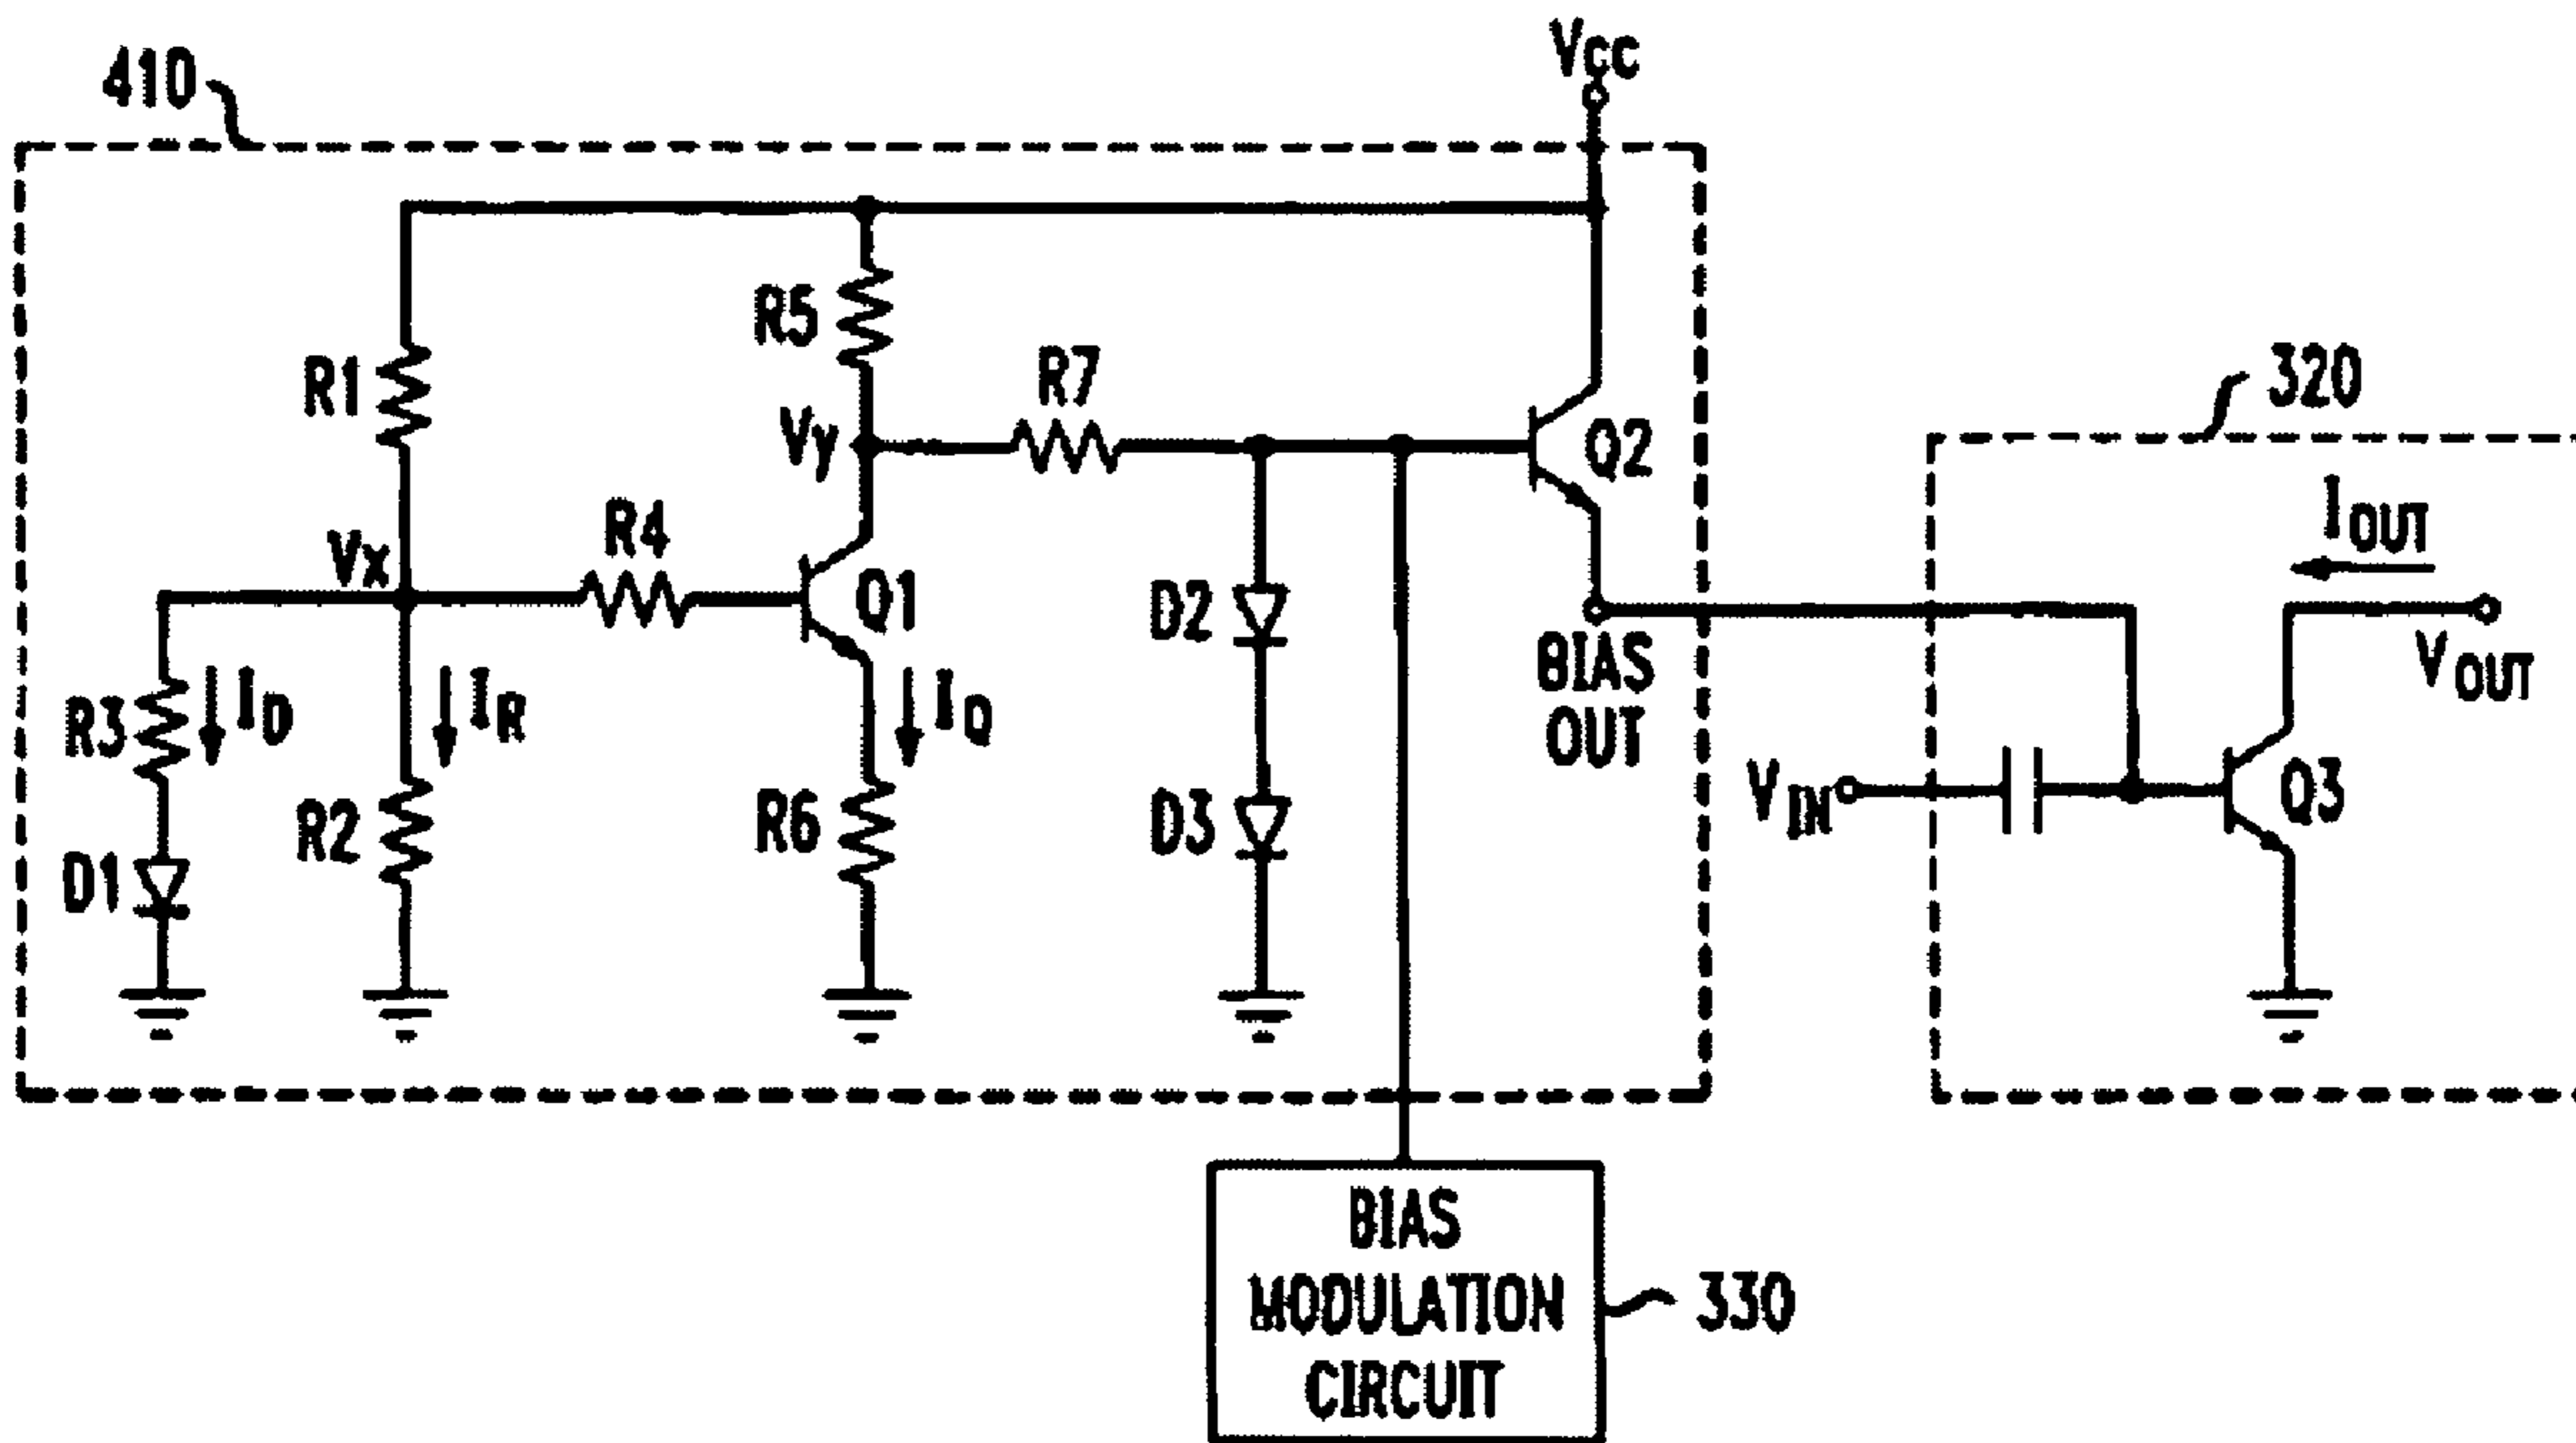 410
Vcc
R5
R1
R7
320
Vy
Q2
IOUT
R4
Vx
Q1
D2
BIAS
OUT
VOUT
R3
ID
IR
IQ
R2
R6
D1
D3
VIN
Q3
BIAS
MODULATION
CIRCUIT
330